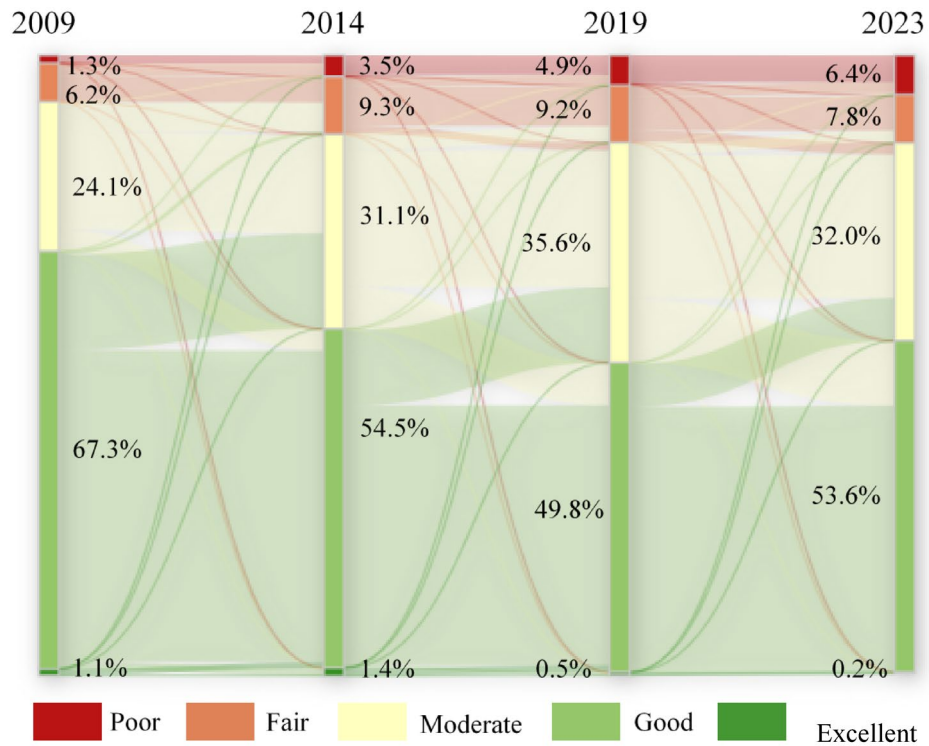 2009 2014 2019 2023
1.3% 3.5% 4.9% 6.4%
6.2% 9.3% 9.2% 7.8%
24.1% 31.1% 35.6% 32.0%
67.3% 54.5% 49.8% 53.6%
1.1% 1.4% 0.5% 0.2%
Poor Fair Moderate Good Excellent